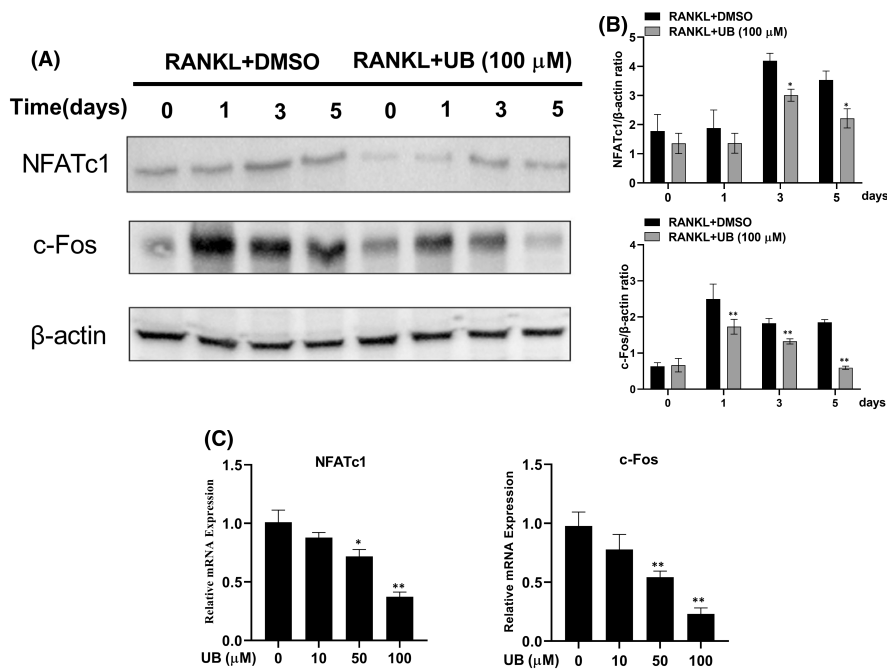 (A)
RANKL+DMSO RANKL+UB (100 μM)
Time(days) 0 1 3 5 0 1 3 5
NFATc1
c-Fos
β-actin
(B)
RANKL+DMSO
RANKL+UB (100 μM)
NFATc1/β-actin ratio
5
4
3
2
1
0
* *
0 1 3 5 days
RANKL+DMSO
RANKL+UB (100 μM)
c-Fos/β-actin ratio
4
3
2
1
0
** ** **
0 1 3 5 days
(C)
NFATc1
Relative mRNA Expression
1.5
1.0
0.5
0.0
* **
UB (μM) 0 10 50 100
c-Fos
Relative mRNA Expression
1.5
1.0
0.5
0.0
** **
UB (μM) 0 10 50 100